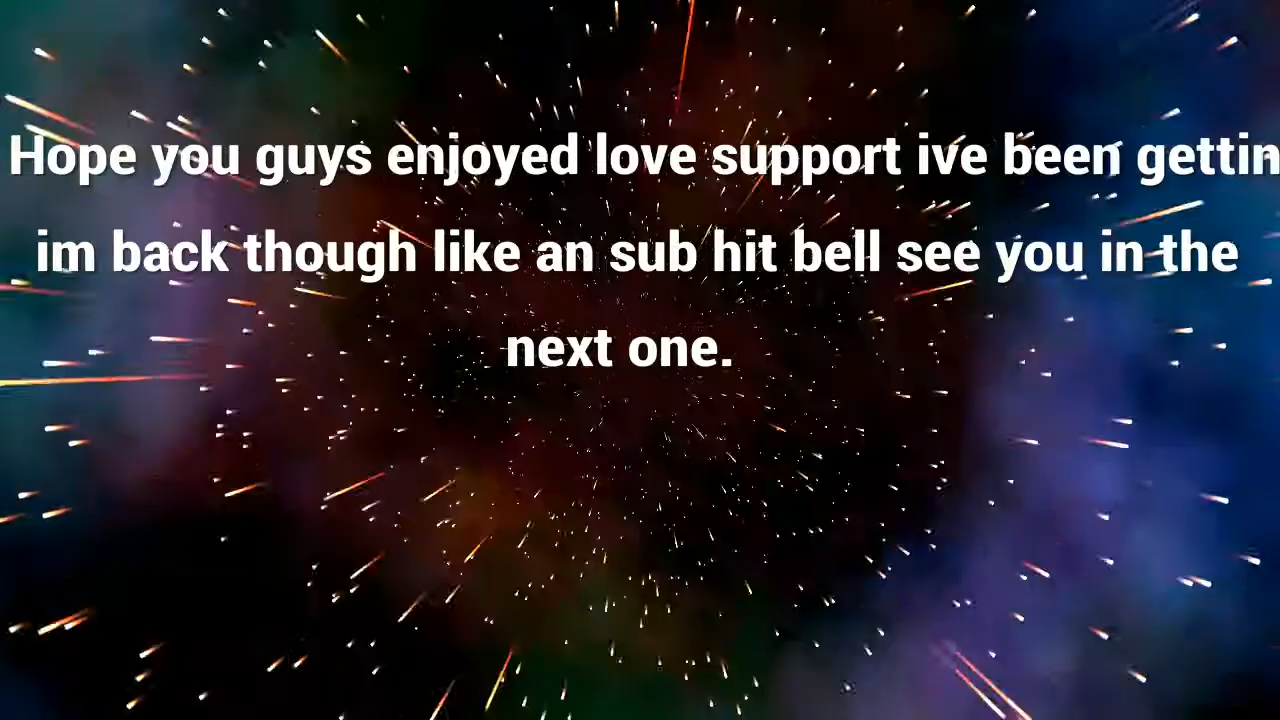 Hope you guys enjoyed love support ive been gettin
im back though like an sub hit bell see you in the
next one.